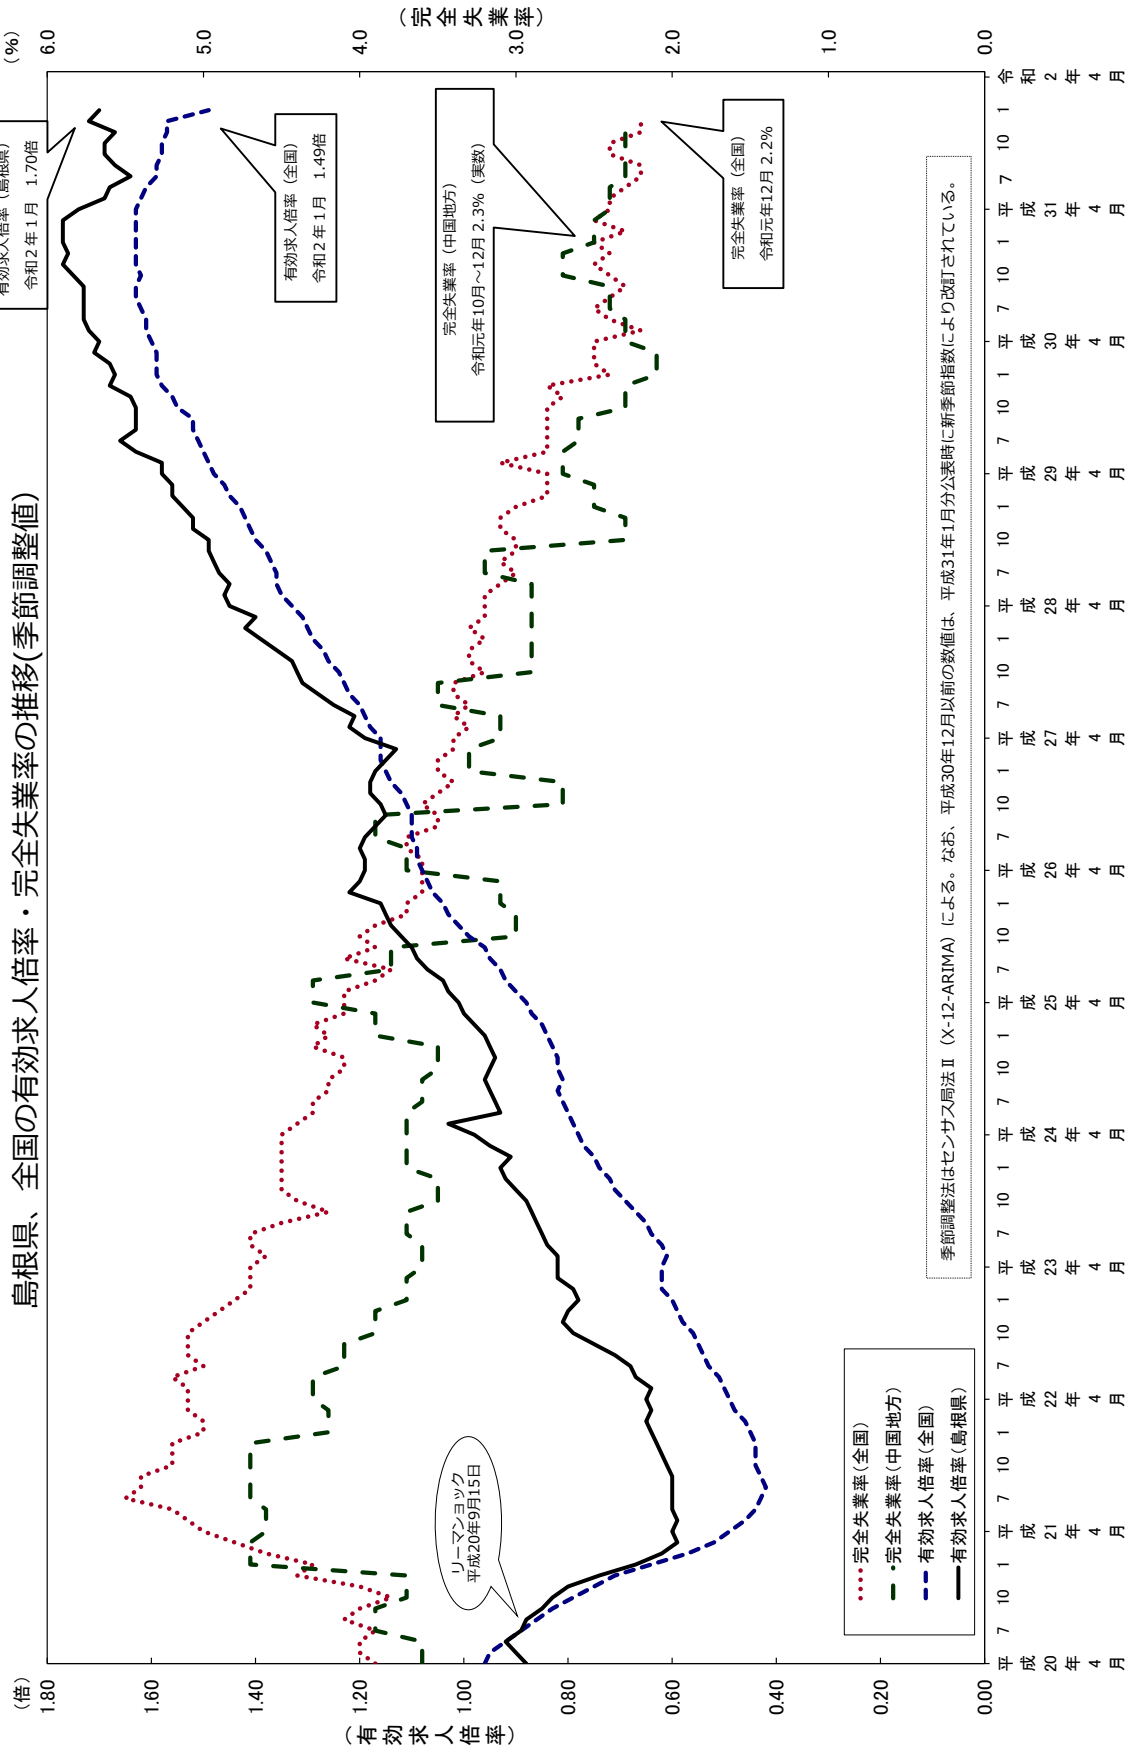 島根県、全国の有効求人倍率・完全失業率の推移(季節調整値)
(倍)
1.80
1.60
1.40
1.20
1.00
0.80
0.60
0.40
0.20
0.00
(有効求人倍率)
(%)
6.0
5.0
4.0
3.0
2.0
1.0
0.0
(完全失業率)
有効求人倍率(島根県)
令和2年1月 1.70倍
有効求人倍率(全国)
令和2年1月 1.49倍
完全失業率(中国地方)
令和元年10月~12月 2.3%(実数)
完全失業率(全国)
令和元年12月 2.2%
リーマンショック
平成20年9月15日
完全失業率(全国)
完全失業率(中国地方)
有効求人倍率(全国)
有効求人倍率(島根県)
季節調整法はセンサス局法Ⅱ(X-12-ARIMA)による。なお、平成30年12月以前の数値は、平成31年1月分公表時に新季節指数により改訂されている。
平成20年4月 7 10 1 平成21年4月 7 10 1 平成22年4月 7 10 1 平成23年4月 7 10 1 平成24年4月 7 10 1 平成25年4月 7 10 1 平成26年4月 7 10 1 平成27年4月 7 10 1 平成28年4月 7 10 1 平成29年4月 7 10 1 平成30年4月 7 10 1 平成31年4月 7 10 1 令和2年4月